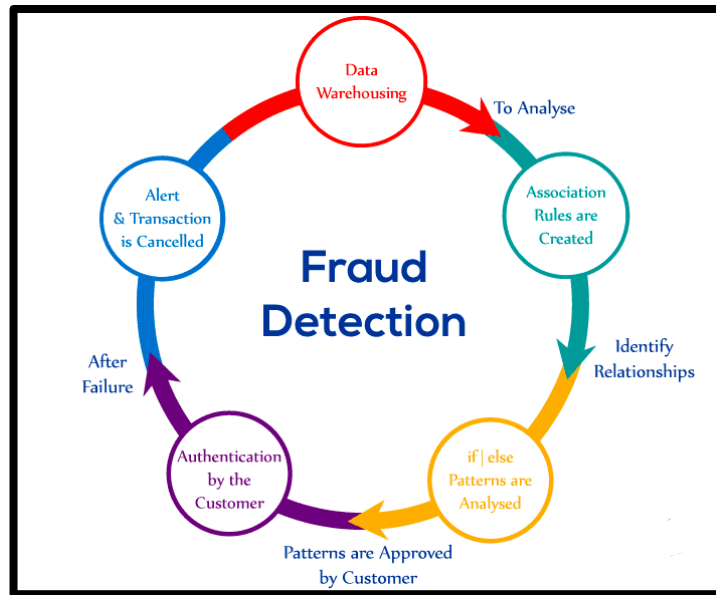 Data
Warehousing
To Analyse
Association
Rules are
Created
Identify
Relationships
if | else
Patterns are
Analysed
Patterns are Approved
by Customer
Authentication
by the
Customer
After
Failure
Alert
& Transaction
is Cancelled
Fraud
Detection